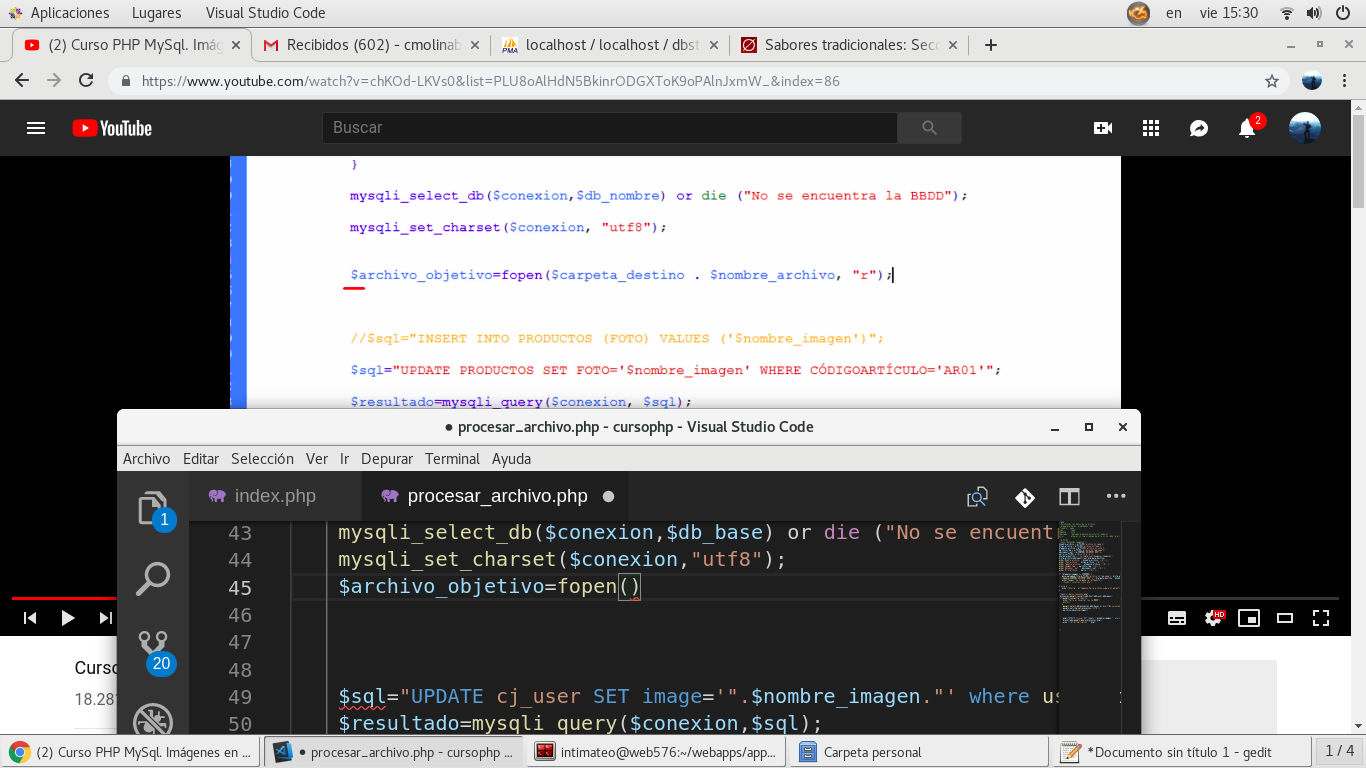 Aplicaciones Lugares Visual Studio Code en vie 15:30
(2) Curso PHP MySql. Imág Recibidos (602) - cmolinab localhost / localhost / dbst Sabores tradicionales: Secc
https://www.youtube.com/watch?v=chKOd-LKVs0&list=PLU8oAlHdN5BkinrODGXToK9oPAlnJxmW_&index=86
YouTube Buscar 2
}
mysqli_select_db($conexion,$db_nombre) or die ("No se encuentra la BBDD");
mysqli_set_charset($conexion, "utf8");
$archivo_objetivo=fopen($carpeta_destino . $nombre_archivo, "r");
//$sql="INSERT INTO PRODUCTOS (FOTO) VALUES ('$nombre_imagen')";
$sql="UPDATE PRODUCTOS SET FOTO='$nombre_imagen' WHERE CÓDIGOARTÍCULO='AR01'";
$resultado=mysqli_query($conexion, $sql);
HD
Curso
18.28
● procesar_archivo.php - cursophp - Visual Studio Code
Archivo Editar Selección Ver Ir Depurar Terminal Ayuda
1
20
index.php procesar_archivo.php
43 mysqli_select_db($conexion,$db_base) or die ("No se encuent
44 mysqli_set_charset($conexion,"utf8");
45 $archivo_objetivo=fopen()
46
47
48
49 $sql="UPDATE cj_user SET image='".$nombre_imagen."' where us
50 $resultado=mysqli_query($conexion,$sql);
(2) Curso PHP MySql. Imágenes en ... ● procesar_archivo.php - cursophp ... intimateo@web576:~/webapps/app... Carpeta personal *Documento sin título 1 - gedit 1 / 4